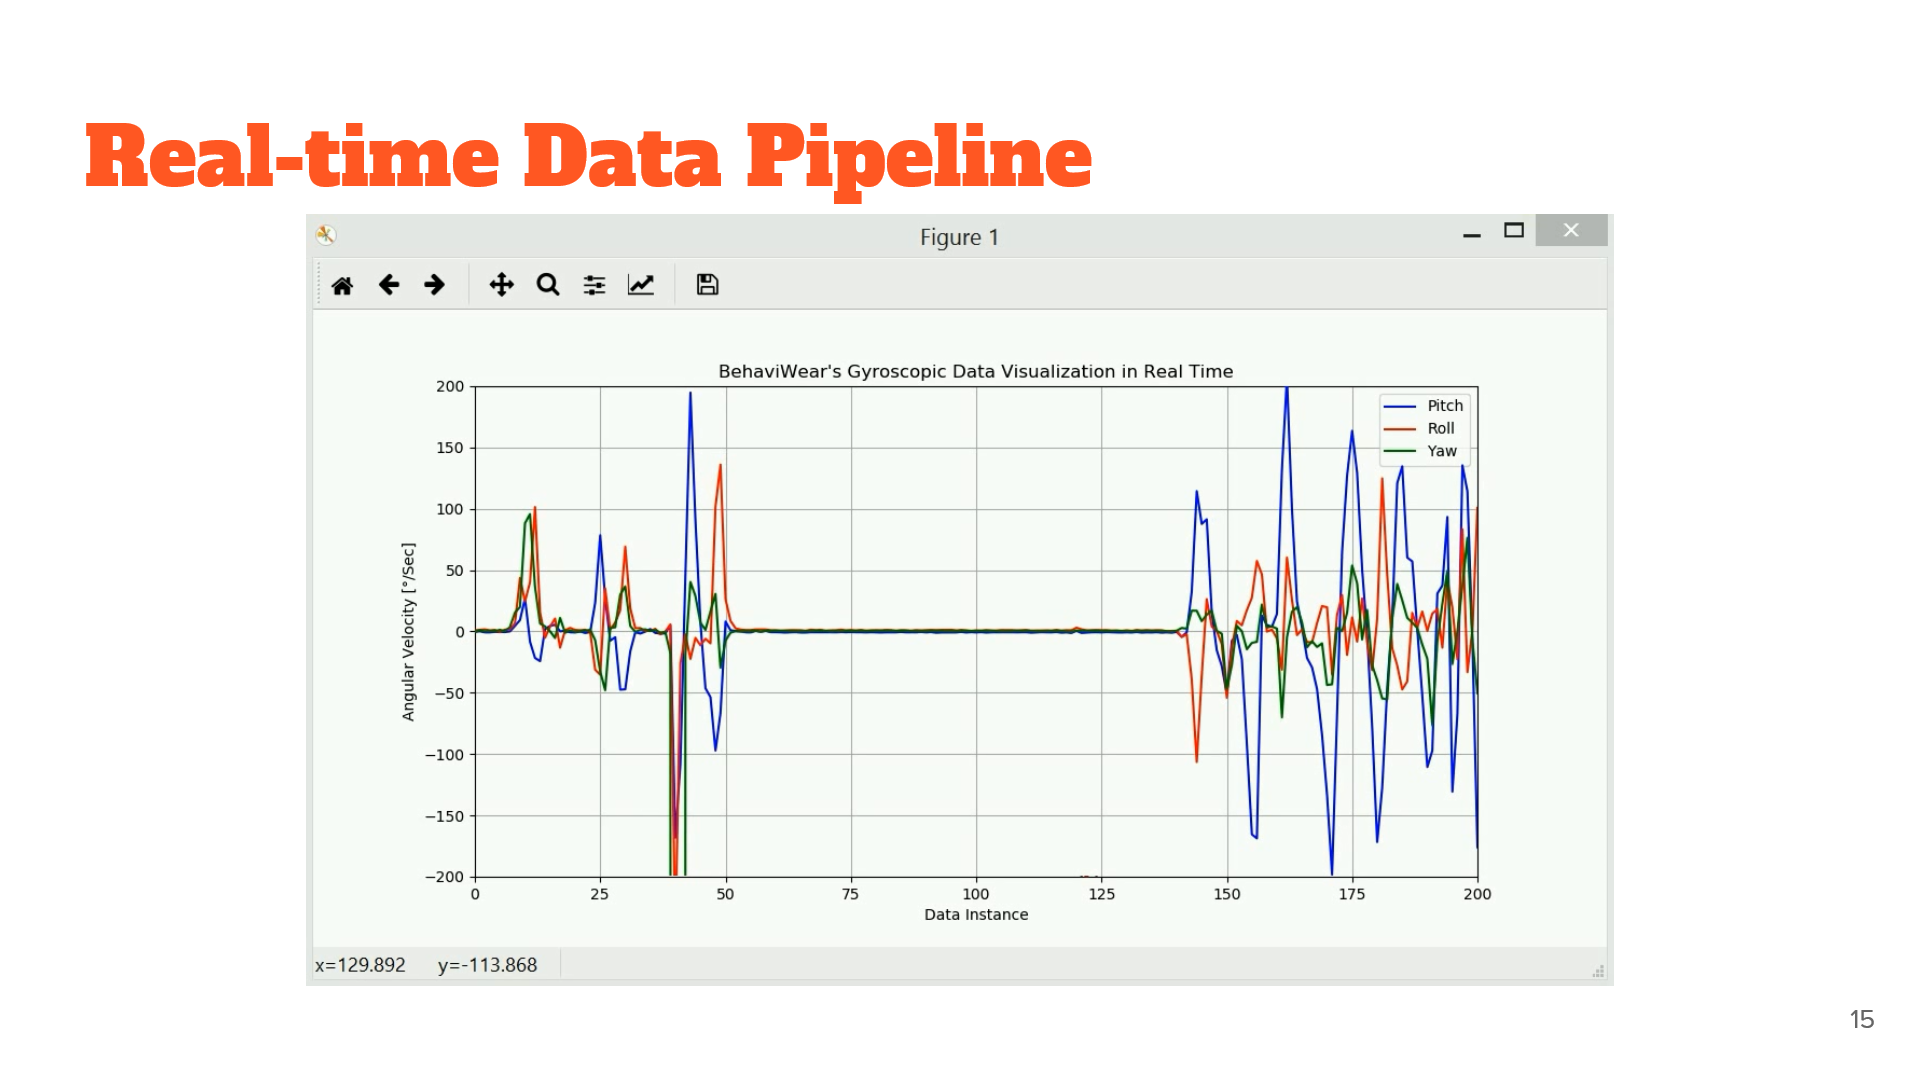 Real-time Data Pipeline
Figure 1
BehaviWear's Gyroscopic Data Visualization in Real Time
200
150
100
50
0
−50
−100
−150
−200
Angular Velocity [°/Sec]
Pitch
Roll
Yaw
0 25 50 75 100 125 150 175 200
Data Instance
x=129.892 y=-113.868
15